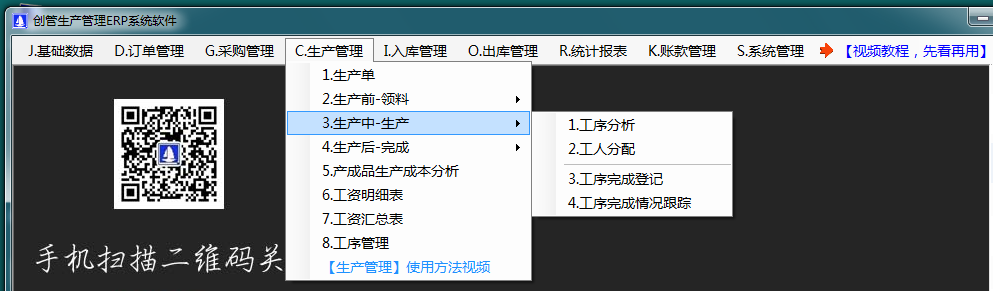 创管生产管理ERP系统软件
J.基础数据 D.订单管理 G.采购管理 C.生产管理 I.入库管理 O.出库管理 R.统计报表 K.账款管理 S.系统管理 【视频教程，先看再用】
1.生产单
2.生产前-领料
3.生产中-生产
4.生产后-完成
5.产成品生产成本分析
6.工资明细表
7.工资汇总表
8.工序管理
【生产管理】使用方法视频
1.工序分析
2.工人分配
3.工序完成登记
4.工序完成情况跟踪
手机扫描二维码关